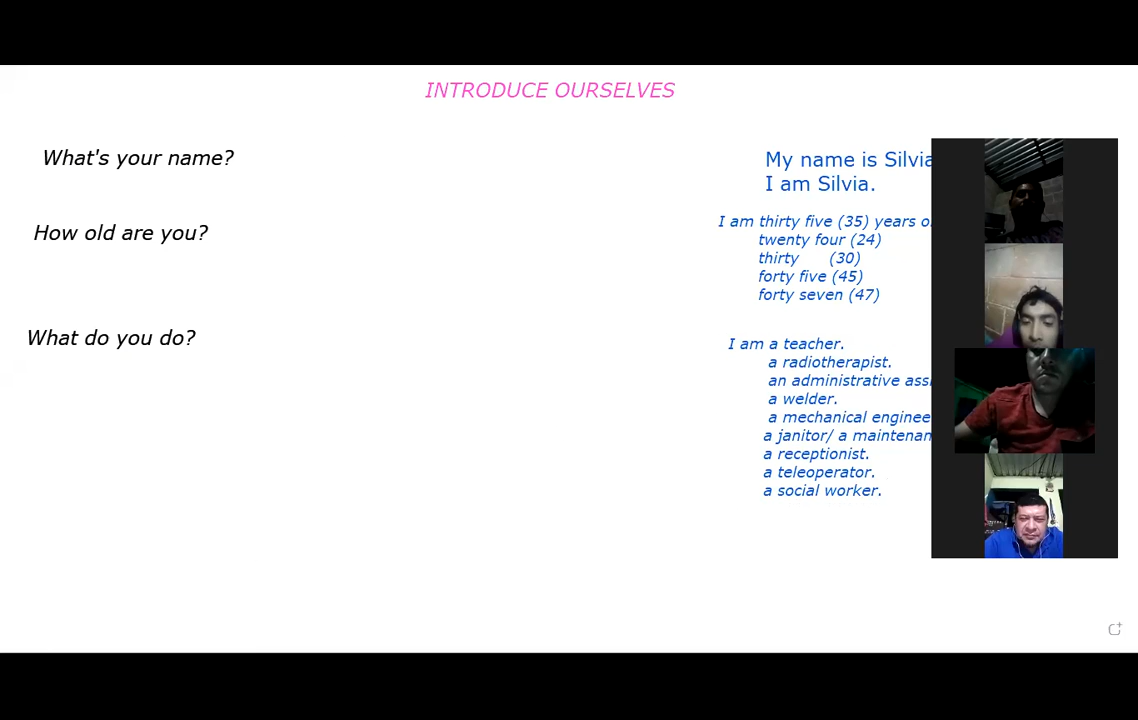 INTRODUCE OURSELVES
What's your name?
My name is Silvia
I am Silvia.
How old are you?
I am thirty five (35) years
twenty four (24)
thirty (30)
forty five (45)
forty seven (47)
What do you do?
I am a teacher.
a radiotherapist.
an administrative
a welder.
a mechanical
a janitor/ a
a receptionist.
a teleoperator.
a social worker.